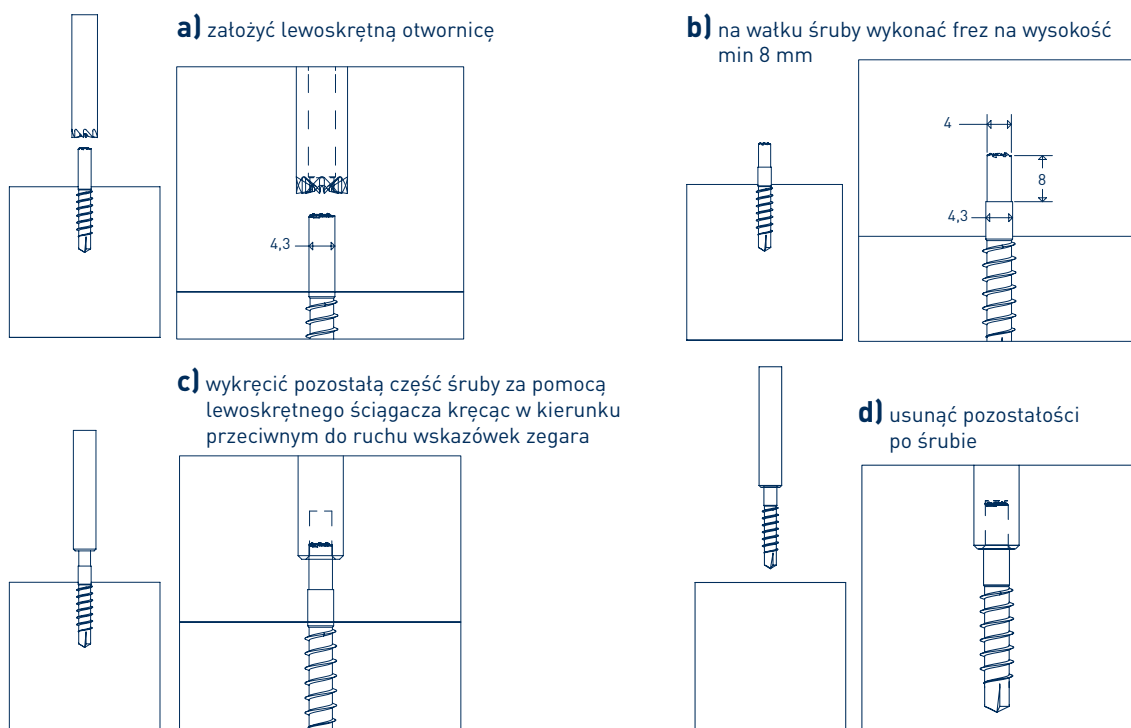 a) założyć lewoskrętną otwornicę
4,3
b) na wałku śruby wykonać frez na wysokość
min 8 mm
4
8
4,3
c) wykręcić pozostałą część śruby za pomocą
lewoskrętnego ściągacza kręcąc w kierunku
przeciwnym do ruchu wskazówek zegara
d) usunąć pozostałości
po śrubie